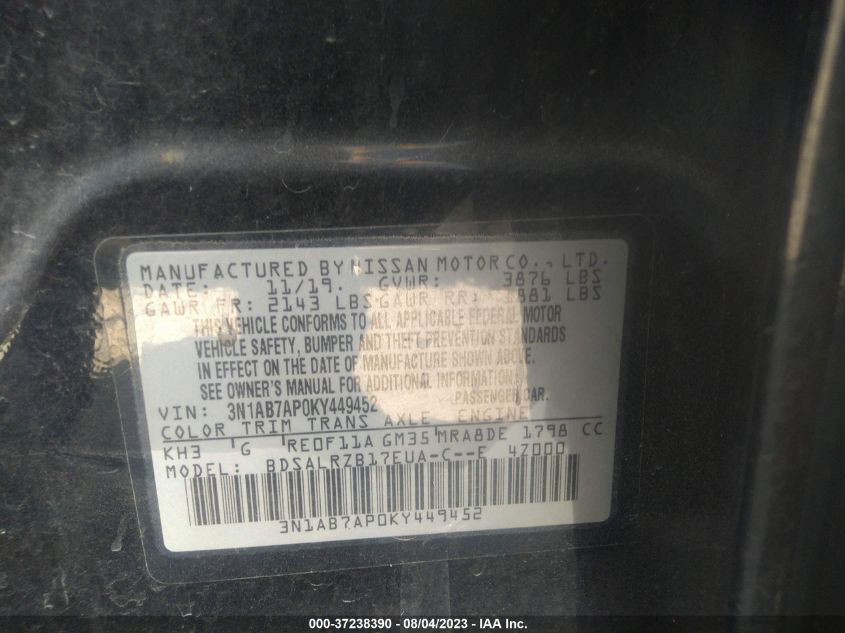 MANUFACTURED BY NISSAN MOTOR CO., LTD.
DATE: 11/19. GVWR: 3876 LBS
GAWR FR: 2143 LBS GAWR RR: 1881 LBS
THIS VEHICLE CONFORMS TO ALL APPLICABLE FEDERAL MOTOR
VEHICLE SAFETY, BUMPER AND THEFT PREVENTION STANDARDS
IN EFFECT ON THE DATE OF MANUFACTURE SHOWN ABOVE.
SEE OWNER'S MANUAL FOR ADDITIONAL INFORMATION.
VIN: 3N1AB7AP0KY449452 PASSENGER CAR.
COLOR TRIM TRANS AXLE ENGINE
KH3 G RE0F11A GM35 MRA8DE 1798 CC
MODEL: BDSALRZB17EUA-C--E 4Z000
3N1AB7AP0KY449452
000-37238390 - 08/04/2023 - IAA Inc.